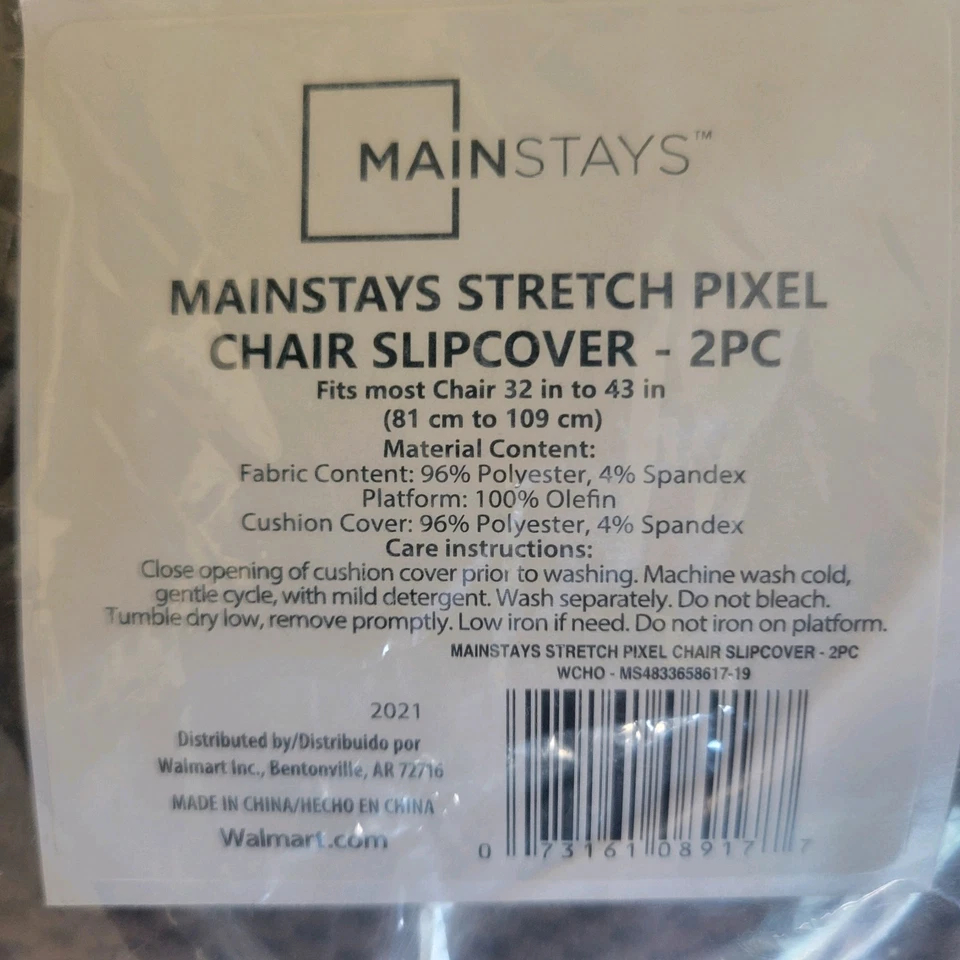 MAINSTAYS™
MAINSTAYS STRETCH PIXEL
CHAIR SLIPCOVER - 2PC
Fits most Chair 32 in to 43 in
(81 cm to 109 cm)
Material Content:
Fabric Content: 96% Polyester, 4% Spandex
Platform: 100% Olefin
Cushion Cover: 96% Polyester, 4% Spandex
Care instructions:
Close opening of cushion cover prior to washing. Machine wash cold,
gentle cycle, with mild detergent. Wash separately. Do not bleach.
Tumble dry low, remove promptly. Low iron if need. Do not iron on platform.
MAINSTAYS STRETCH PIXEL CHAIR SLIPCOVER - 2PC
WCHO - MS4833658617-19
2021
Distributed by/Distribuido por
Walmart Inc., Bentonville, AR 72716
MADE IN CHINA/HECHO EN CHINA
Walmart.com
0 73161 08917 7